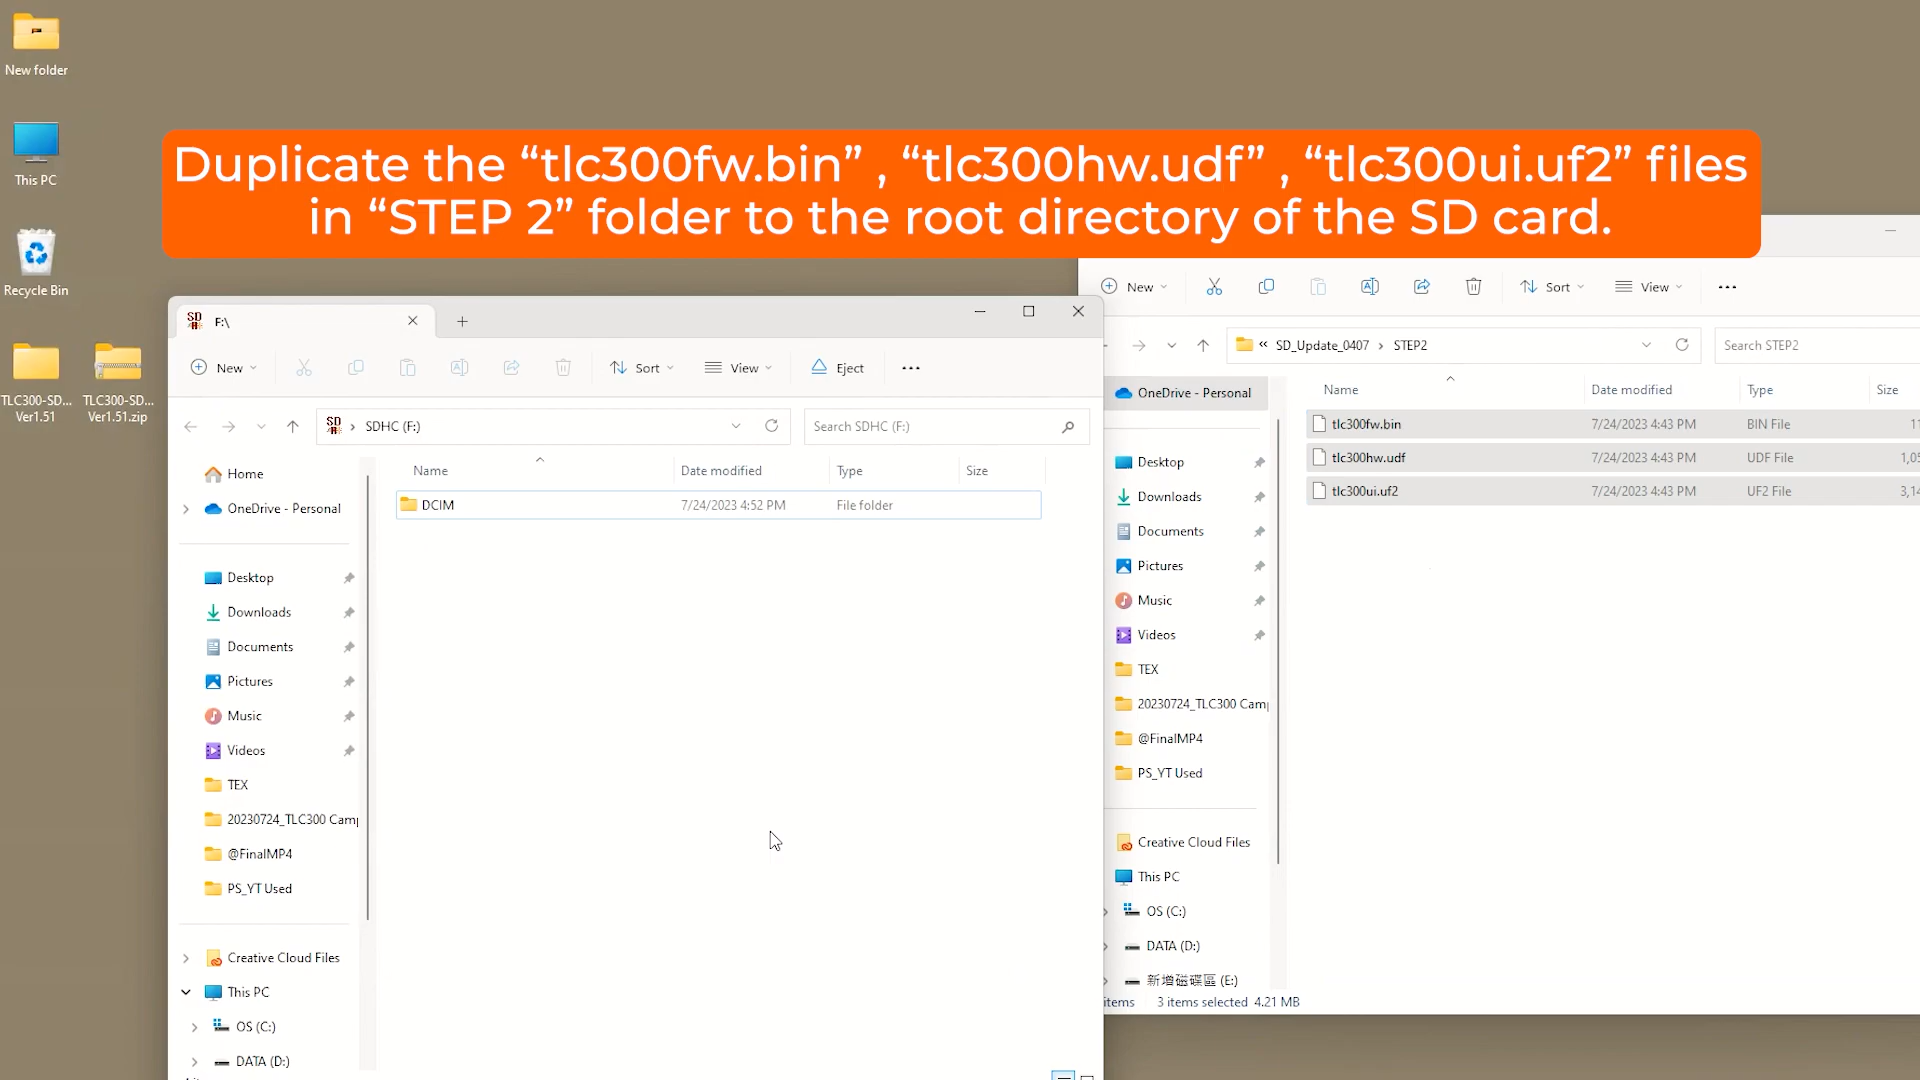 New folder
This PC
Recycle Bin
TLC300-SD...
Ver1.51
TLC300-SD...
Ver1.51.zip
Duplicate the “tlc300fw.bin” , “tlc300hw.udf” , “tlc300ui.uf2” files
in “STEP 2” folder to the root directory of the SD card.
F:\
New
Sort
View
Eject
SDHC (F:)
Search SDHC (F:)
Home
OneDrive - Personal
Desktop
Downloads
Documents
Pictures
Music
Videos
TEX
20230724_TLC300 Camp
@FinalMP4
PS_YT Used
Creative Cloud Files
This PC
OS (C:)
DATA (D:)
Name Date modified Type Size
DCIM 7/24/2023 4:52 PM File folder
New
Sort
View
« SD_Update_0407 › STEP2
Search STEP2
OneDrive - Personal
Desktop
Downloads
Documents
Pictures
Music
Videos
TEX
20230724_TLC300 Camp
@FinalMP4
PS_YT Used
Creative Cloud Files
This PC
OS (C:)
DATA (D:)
新增磁碟區 (E:)
Name Date modified Type Size
tlc300fw.bin 7/24/2023 4:43 PM BIN File 11
tlc300hw.udf 7/24/2023 4:43 PM UDF File 1,05
tlc300ui.uf2 7/24/2023 4:43 PM UF2 File 3,14
items 3 items selected 4.21 MB